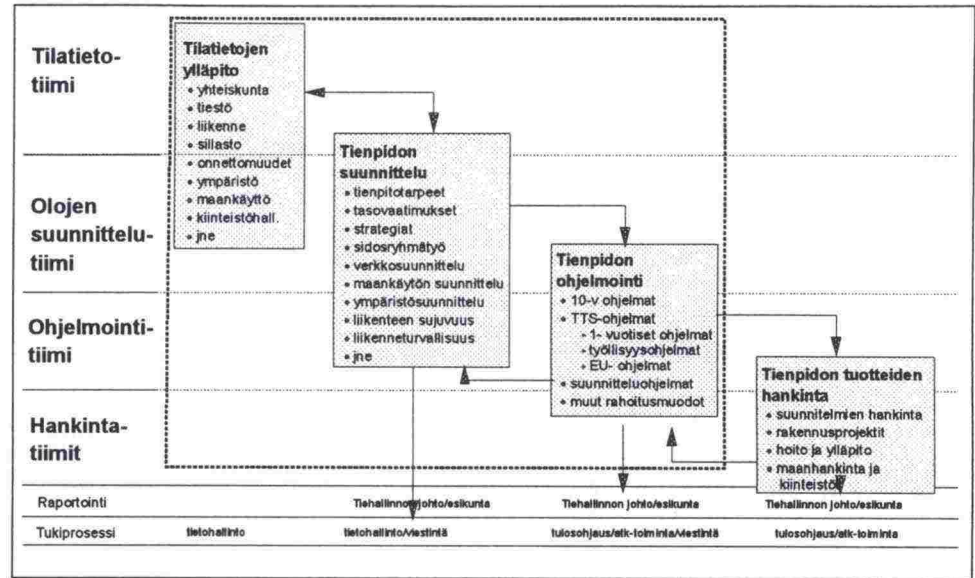 Tilatieto-
tiimi
Olojen
suunnittelu-
tiimi
Ohjelmointi-
tiimi
Hankinta-
tiimit
Tilatietojen
ylläpito
• yhteiskunta
• tiestö
• liikenne
• sillasto
• onnettomuudet
• ympäristö
• maankäyttö
• kiinteistöhall.
• jne
Tienpidon
suunnittelu
• tienpitotarpeet
• tasovaatimukset
• strategiat
• sidosryhmätyö
• verkkosuunnittelu
• maankäytön suunnittelu
• ympäristösuunnittelu
• liikenteen sujuvuus
• liikenneturvallisuus
• jne
Tienpidon
ohjelmointi
• 10-v ohjelmat
• TTS-ohjelmat
• 1- vuotiset ohjelmat
• työllisyysohjelmat
• EU- ohjelmat
• suunnitteluohjelmat
• muut rahoitusmuodot
Tienpidon tuotteiden
hankinta
• suunnitelmien hankinta
• rakennusprojektit
• hoito ja ylläpito
• maanhankinta ja
kiinteistöt
Raportointi Tiehallinnon johto/esikunta Tiehallinnon johto/esikunta Tiehallinnon johto/esikunta
Tukiprosessi tietohallinto tietohallinto/viestintä tulosohjaus/atk-toiminta/viestintä tulosohjaus/atk-toiminta